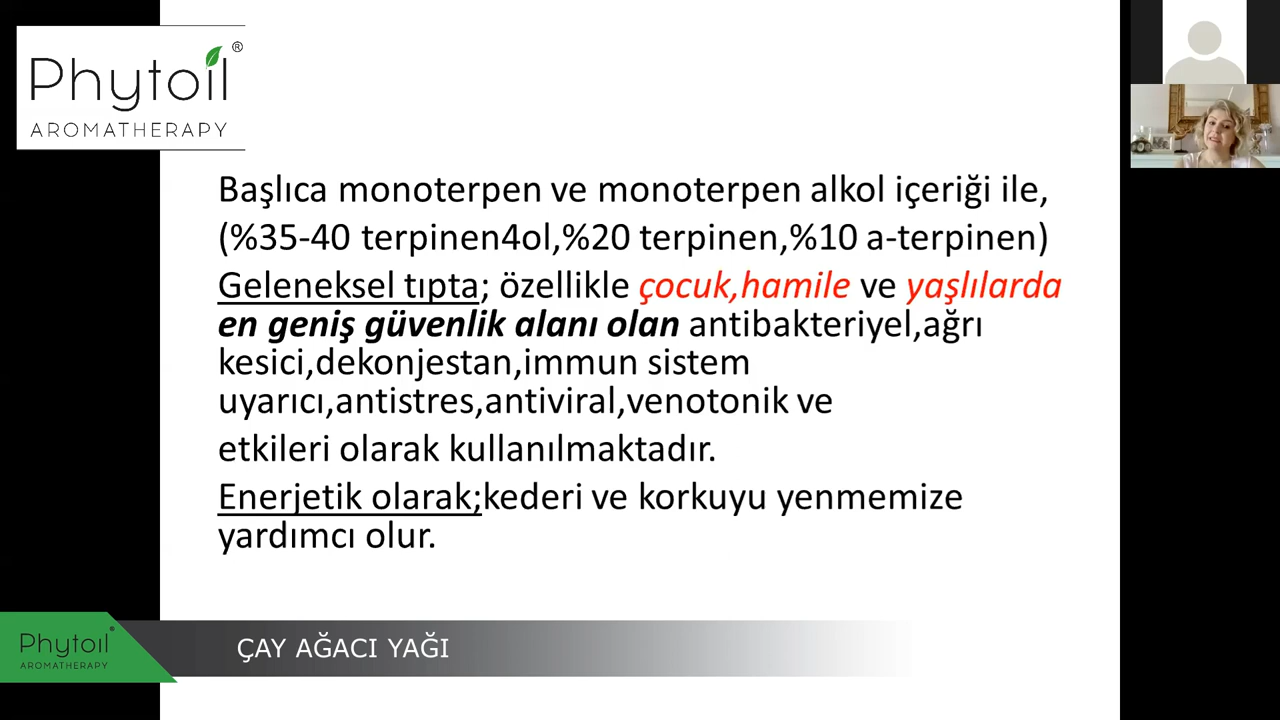 Phytoil®
AROMATHERAPY
Başlıca monoterpen ve monoterpen alkol içeriği ile,
(%35-40 terpinen4ol,%20 terpinen,%10 a-terpinen)
Geleneksel tıpta; özellikle çocuk,hamile ve yaşlılarda
en geniş güvenlik alanı olan antibakteriyel,ağrı
kesici,dekonjestan,immun sistem
uyarıcı,antistres,antiviral,venotonik ve
etkileri olarak kullanılmaktadır.
Enerjetik olarak;kederi ve korkuyu yenmemize
yardımcı olur.
Phytoil®
AROMATHERAPY
ÇAY AĞACI YAĞI